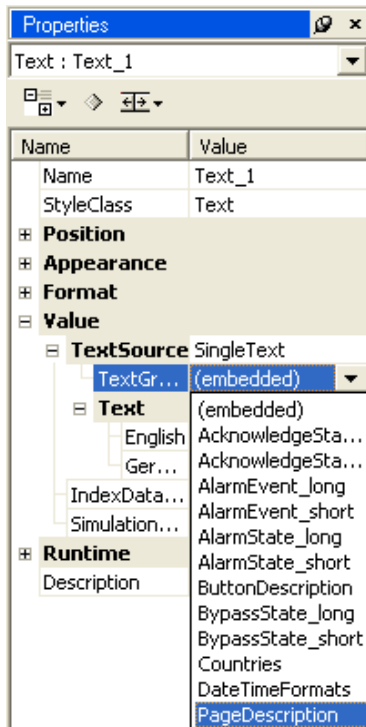 Properties
Text : Text_1
Name Value
Name Text_1
StyleClass Text
Position
Appearance
Format
Value
TextSource SingleText
TextGr... (embedded)
Text (embedded)
English AcknowledgeSta...
Ger... AcknowledgeSta...
IndexData... AlarmEvent_long
Simulation... AlarmEvent_short
Runtime AlarmState_long
Description AlarmState_short
ButtonDescription
BypassState_long
BypassState_short
Countries
DateTimeFormats
PageDescription